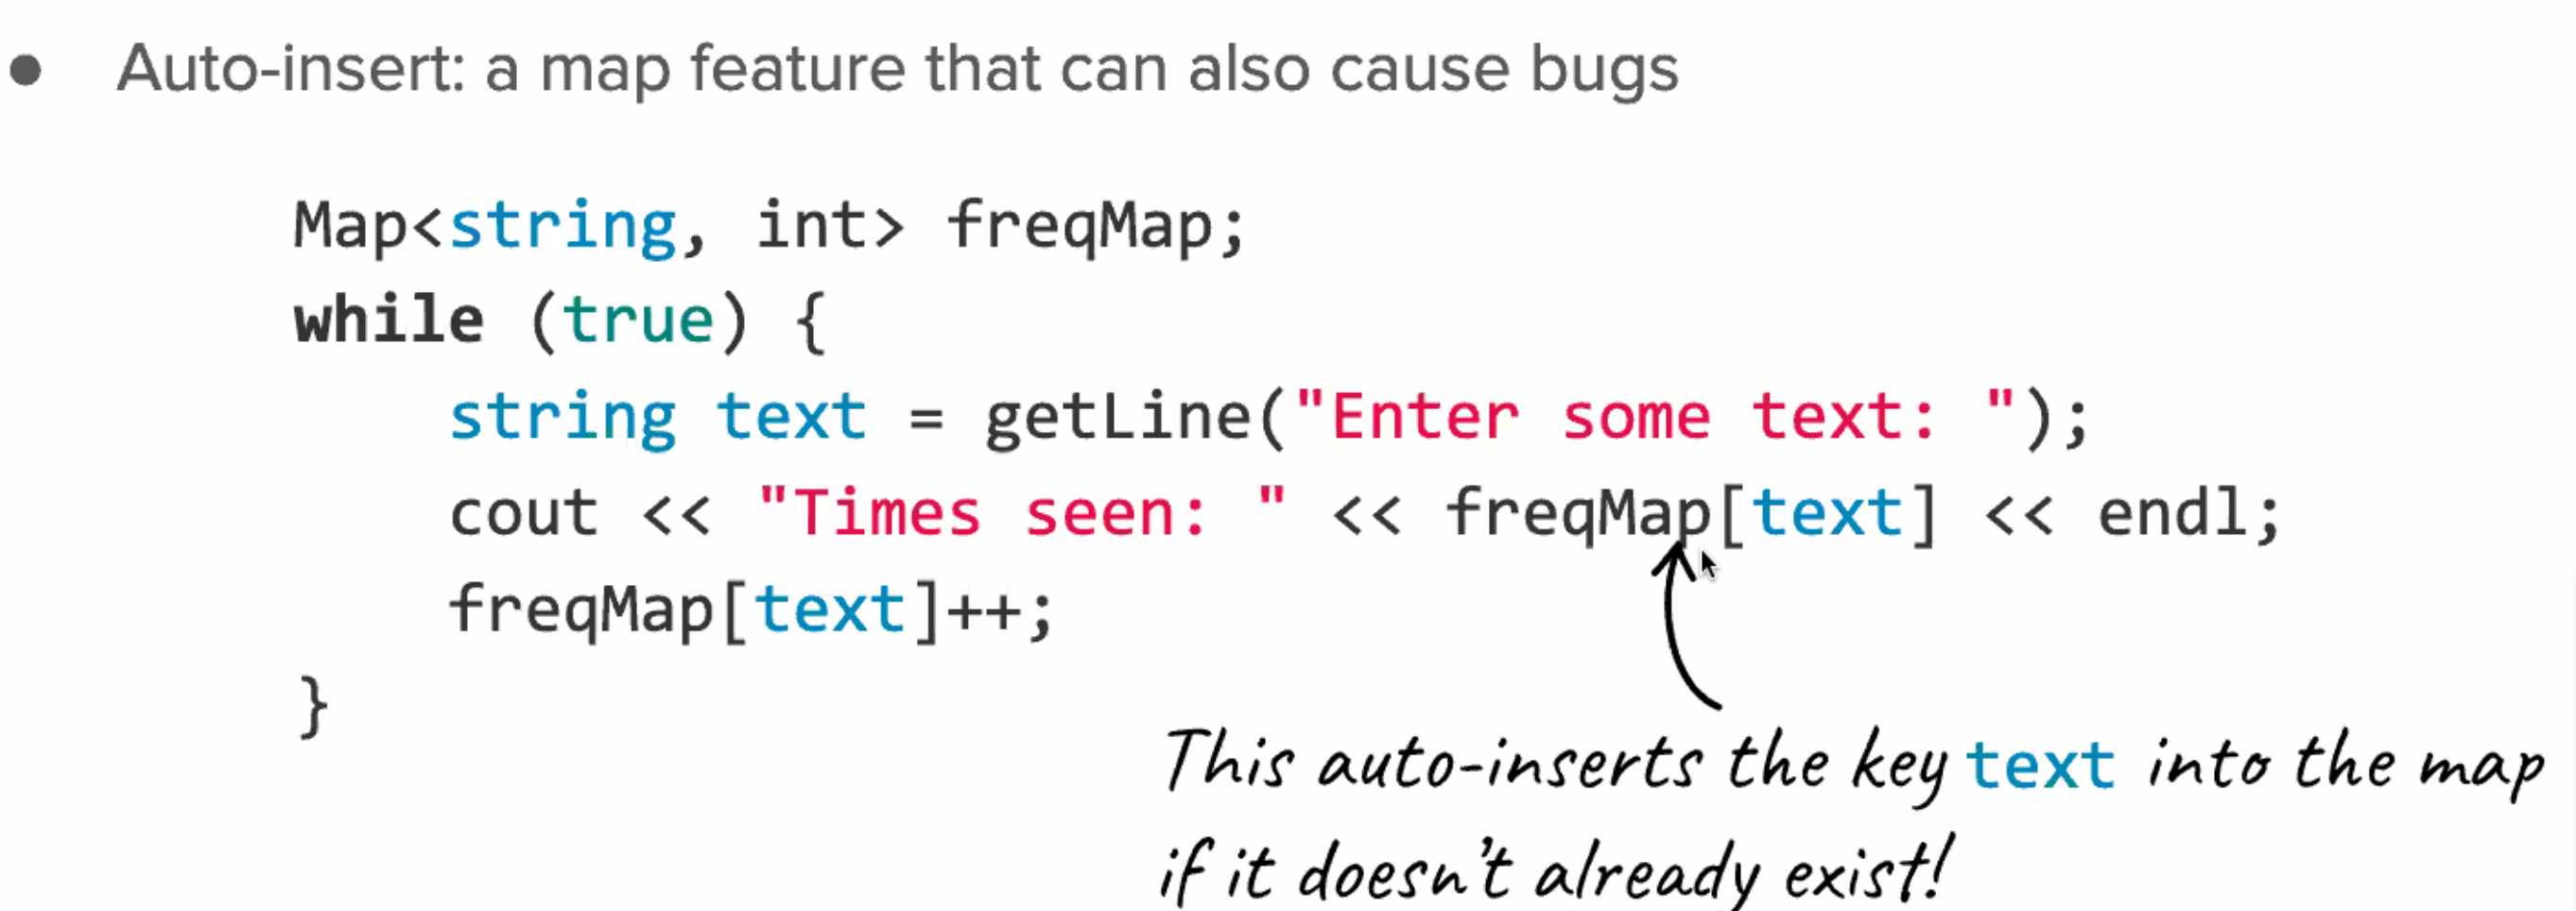 ● Auto-insert: a map feature that can also cause bugs
Map<string, int> freqMap;
while (true) {
    string text = getLine("Enter some text: ");
    cout << "Times seen: " << freqMap[text] << endl;
    freqMap[text]++;
}
This auto-inserts the key text into the map
if it doesn't already exist!